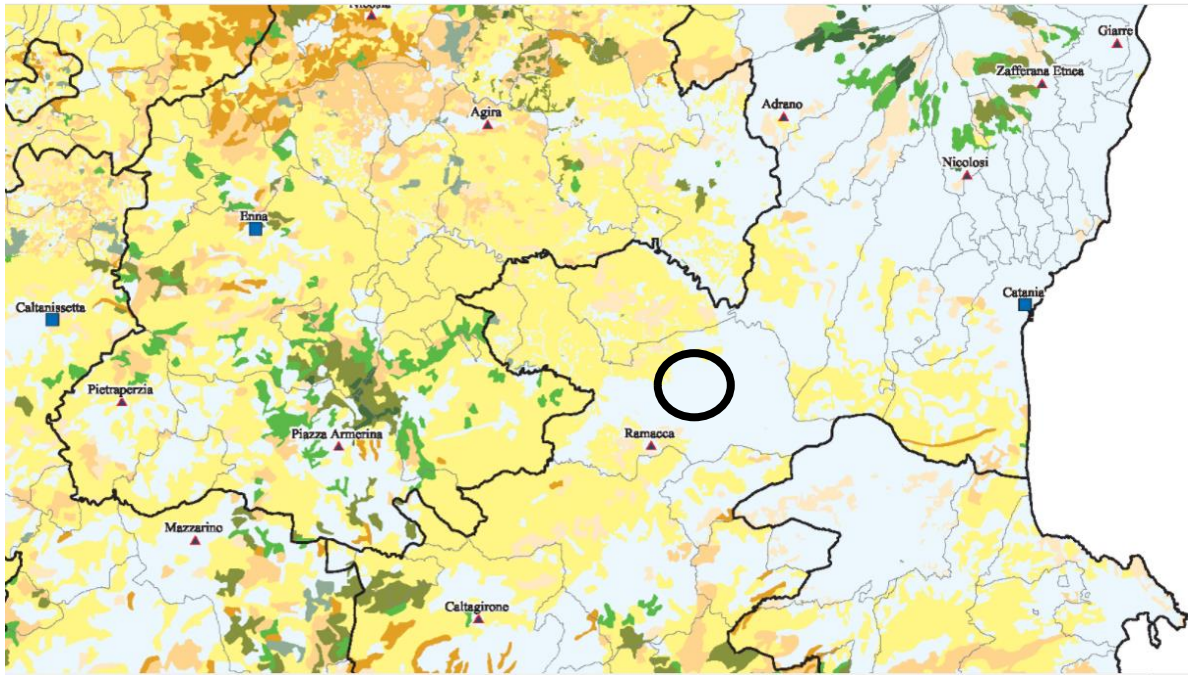 Giarre
Zafferana Etnea
Adrano
Agira
Nicolosi
Enna
Catania
Caltanissetta
Pietraperzia
Piazza Armerina
Ramacca
Mazzarino
Caltagirone